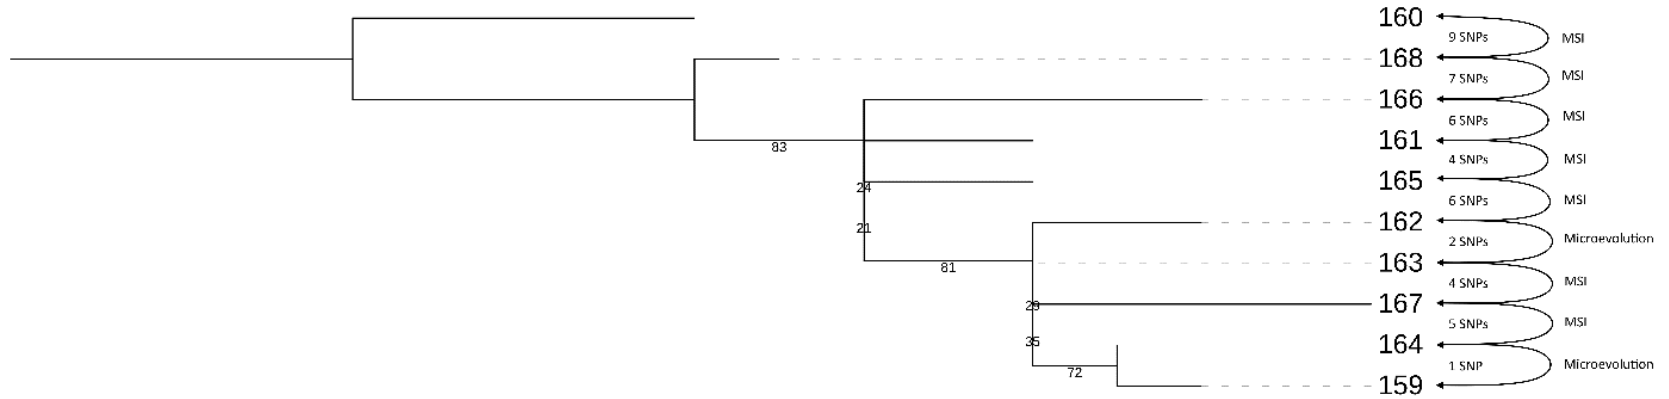 160
9 SNPs
MSI
168
7 SNPs
MSI
166
6 SNPs
MSI
161
83
4 SNPs
MSI
165
24
6 SNPs
MSI
162
21
2 SNPs
Microevolution
163
81
4 SNPs
MSI
167
29
5 SNPs
MSI
164
35
1 SNP
Microevolution
72
159